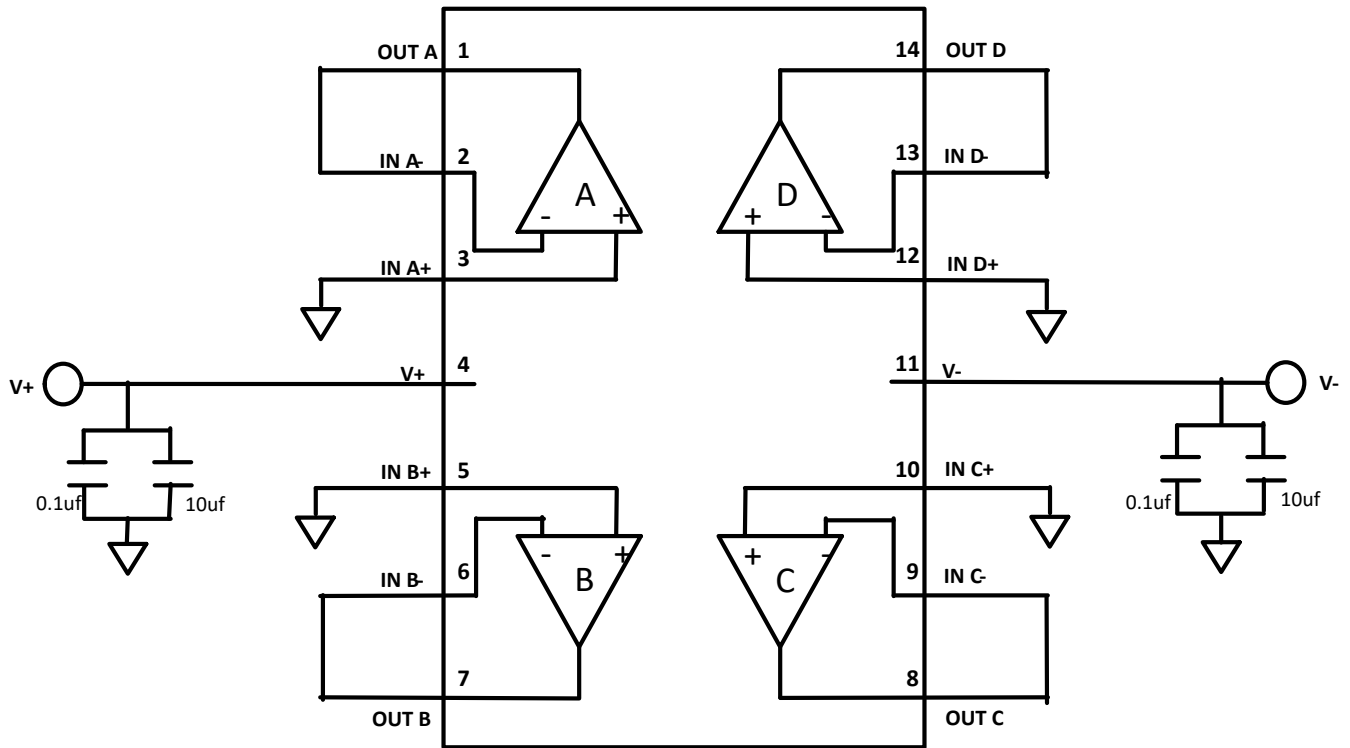 OUT A 1 14 OUT D
IN A- 2 13 IN D-
A D
- + + -
IN A+ 3 12 IN D+
V+ V+ 4 11 V- V-
0.1uf 10uf 0.1uf 10uf
IN B+ 5 10 IN C+
- + + -
B C
IN B- 6 9 IN C-
7 8
OUT B OUT C